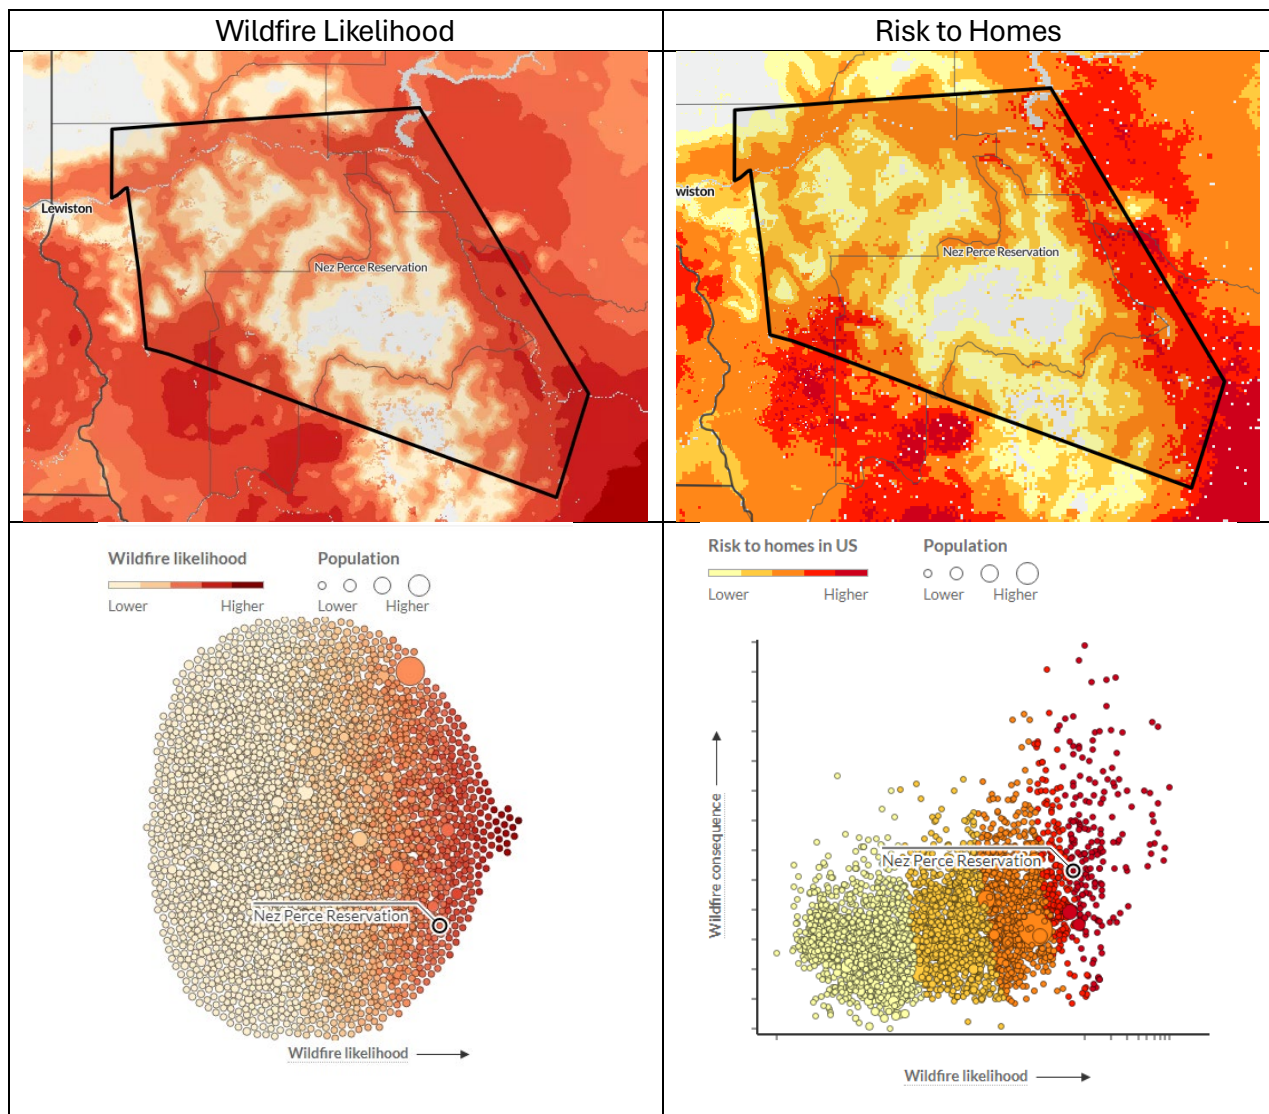 Wildfire Likelihood
Risk to Homes
Lewiston
Nez Perce Reservation
wiston
Nez Perce Reservation
Wildfire likelihood
Population
Lower
Higher
Lower
Higher
Nez Perce Reservation
Wildfire likelihood
Risk to homes in US
Population
Lower
Higher
Lower
Higher
Wildfire consequence
Nez Perce Reservation
Wildfire likelihood